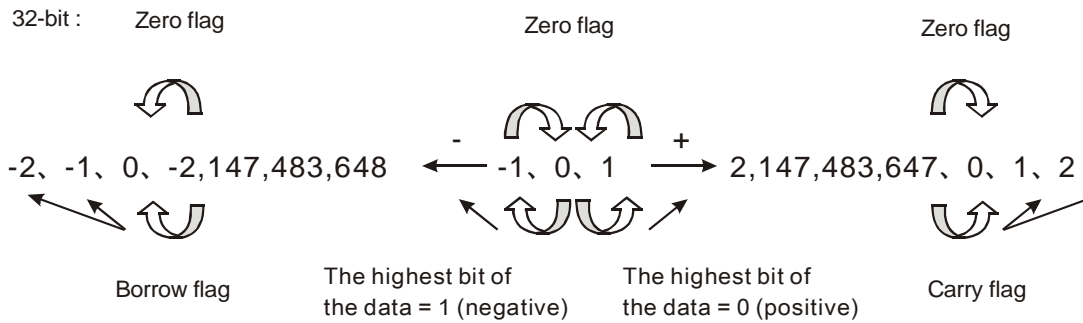 32-bit : Zero flag Zero flag Zero flag
- +
-2、-1、0、-2,147,483,648 -1、0、1 2,147,483,647、0、1、2
Borrow flag The highest bit of The highest bit of Carry flag
the data = 1 (negative) the data = 0 (positive)